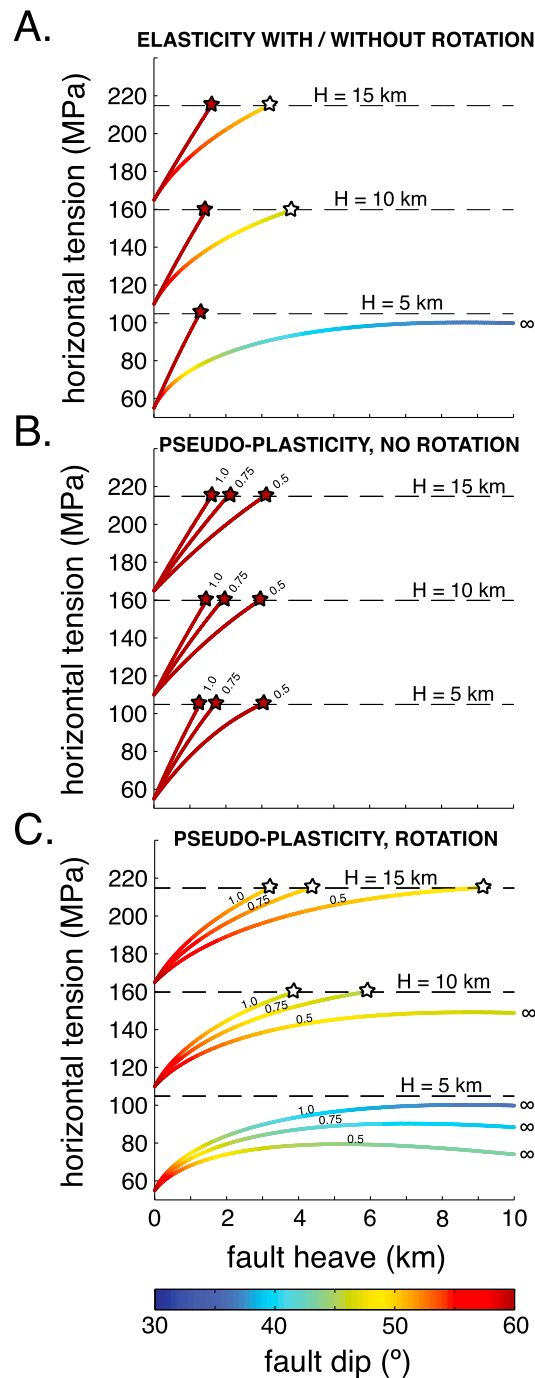 A.
ELASTICITY WITH / WITHOUT ROTATION
horizontal tension (MPa)
220
200
180
160
140
120
100
80
60
H = 15 km
H = 10 km
H = 5 km
∞
B.
PSEUDO-PLASTICITY, NO ROTATION
horizontal tension (MPa)
220
200
180
160
140
120
100
80
60
1.0 0.75 0.5
H = 15 km
1.0 0.75 0.5
H = 10 km
1.0 0.75 0.5
H = 5 km
C.
PSEUDO-PLASTICITY, ROTATION
horizontal tension (MPa)
220
200
180
160
140
120
100
80
60
H = 15 km
1.0 0.75 0.5
H = 10 km
1.0 0.75 0.5
∞
H = 5 km
1.0 ∞
0.75 ∞
0.5 ∞
0 2 4 6 8 10
fault heave (km)
30 40 50 60
fault dip (º)